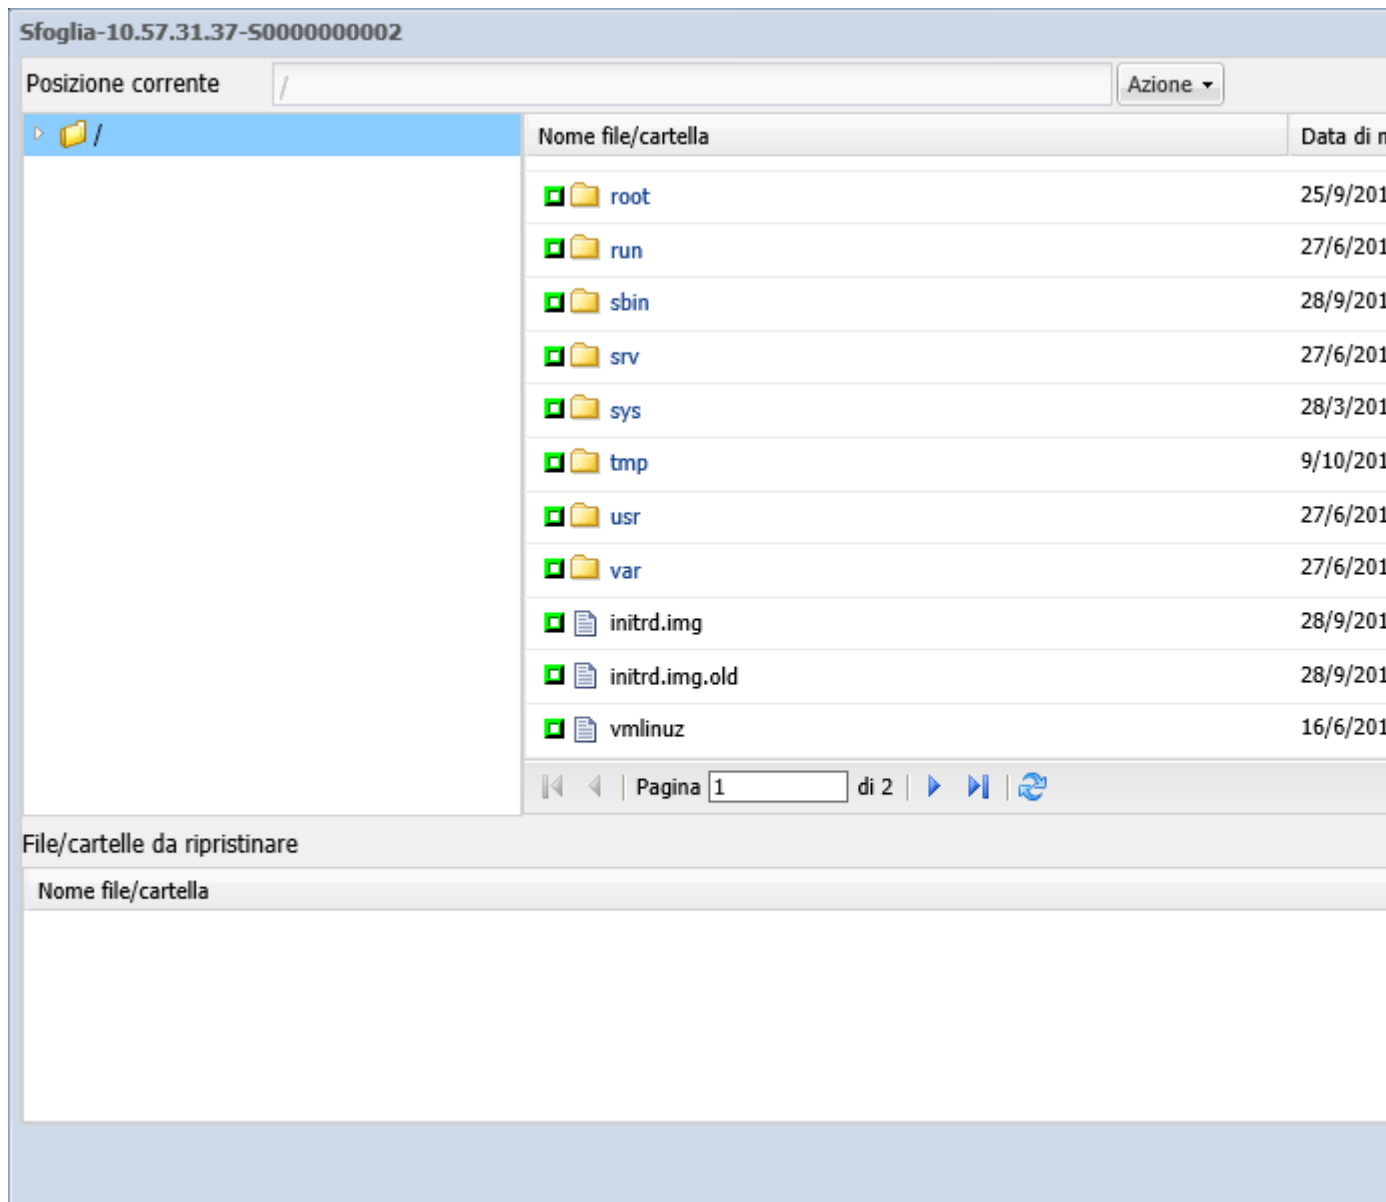 Sfoglia-10.57.31.37-S0000000002
Posizione corrente / Azione
/
Nome file/cartella Data di
root 25/9/201
run 27/6/201
sbin 28/9/201
srv 27/6/201
sys 28/3/201
tmp 9/10/201
usr 27/6/201
var 27/6/201
initrd.img 28/9/201
initrd.img.old 28/9/201
vmlinuz 16/6/201
Pagina 1 di 2
File/cartelle da ripristinare
Nome file/cartella